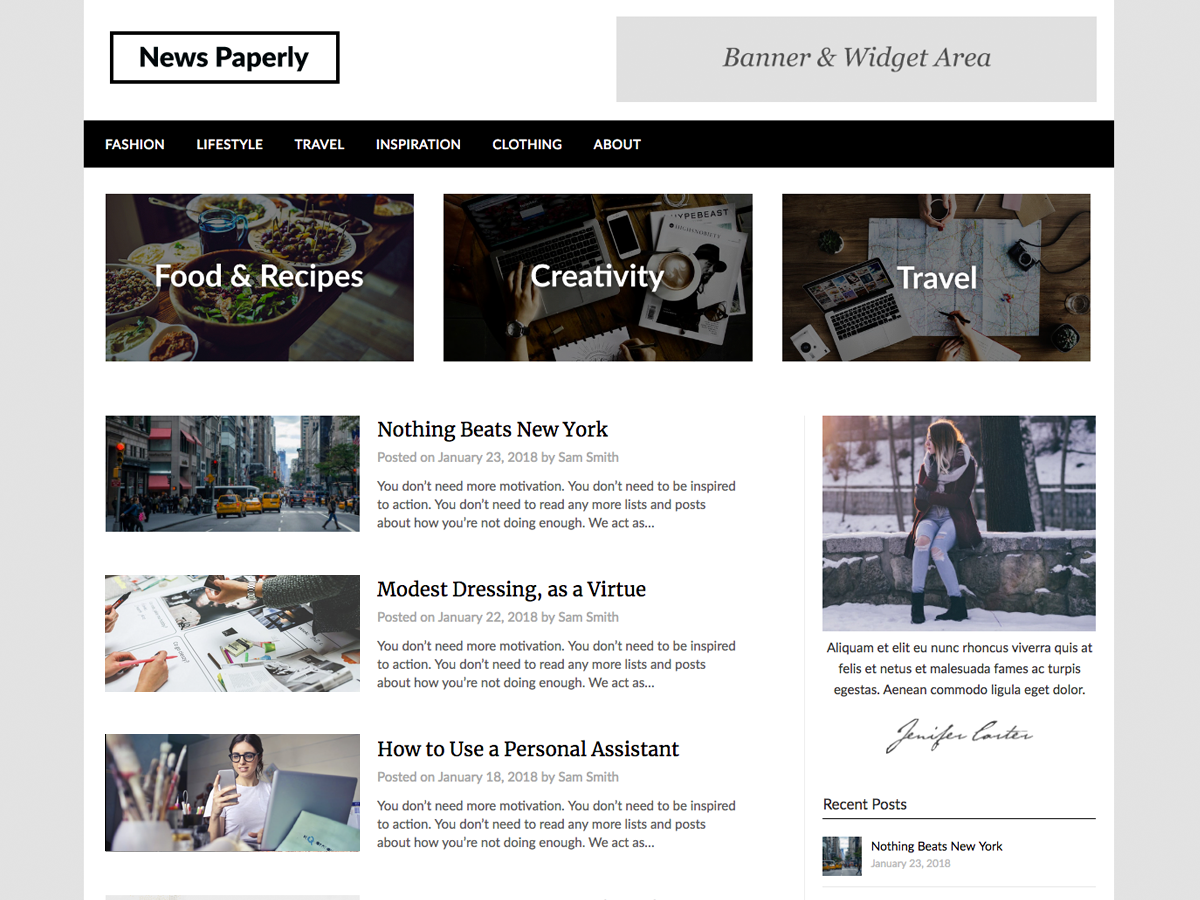 News Paperly
Banner & Widget Area
FASHION LIFESTYLE TRAVEL INSPIRATION CLOTHING ABOUT
HYPEBEAST
HIGHSNOBIETY
Food & Recipes
Creativity
Travel
Nothing Beats New York
Posted on January 23, 2018 by Sam Smith
You don’t need more motivation. You don’t need to be inspired
to action. You don’t need to read any more lists and posts
about how you’re not doing enough. We act as...
Modest Dressing, as a Virtue
Posted on January 22, 2018 by Sam Smith
You don’t need more motivation. You don’t need to be inspired
to action. You don’t need to read any more lists and posts
about how you’re not doing enough. We act as...
How to Use a Personal Assistant
Posted on January 18, 2018 by Sam Smith
You don’t need more motivation. You don’t need to be inspired
to action. You don’t need to read any more lists and posts
about how you’re not doing enough. We act as...
Aliquam et elit eu nunc rhoncus viverra quis at
felis et netus et malesuada fames ac turpis
egestas. Aenean commodo ligula eget dolor.
Jenifer Carter
Recent Posts
Nothing Beats New York
January 23, 2018